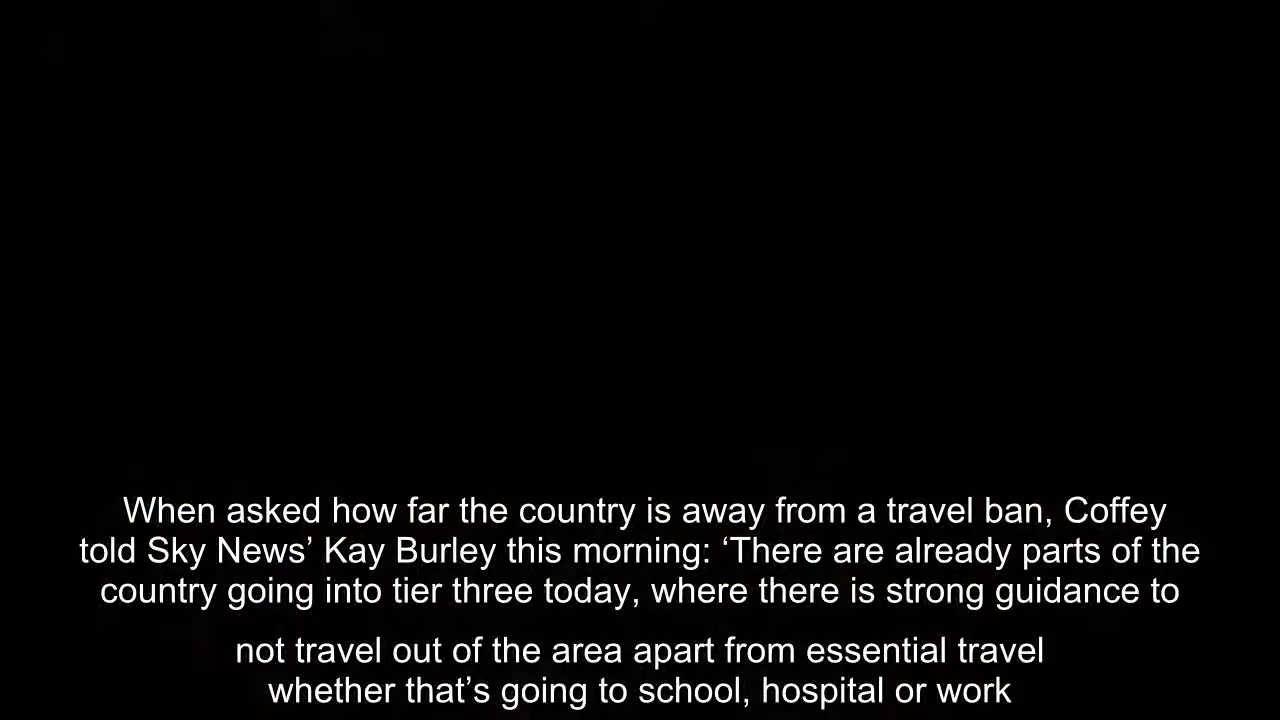 When asked how far the country is away from a travel ban, Coffey
told Sky News’ Kay Burley this morning: ‘There are already parts of the
country going into tier three today, where there is strong guidance to
not travel out of the area apart from essential travel
whether that’s going to school, hospital or work